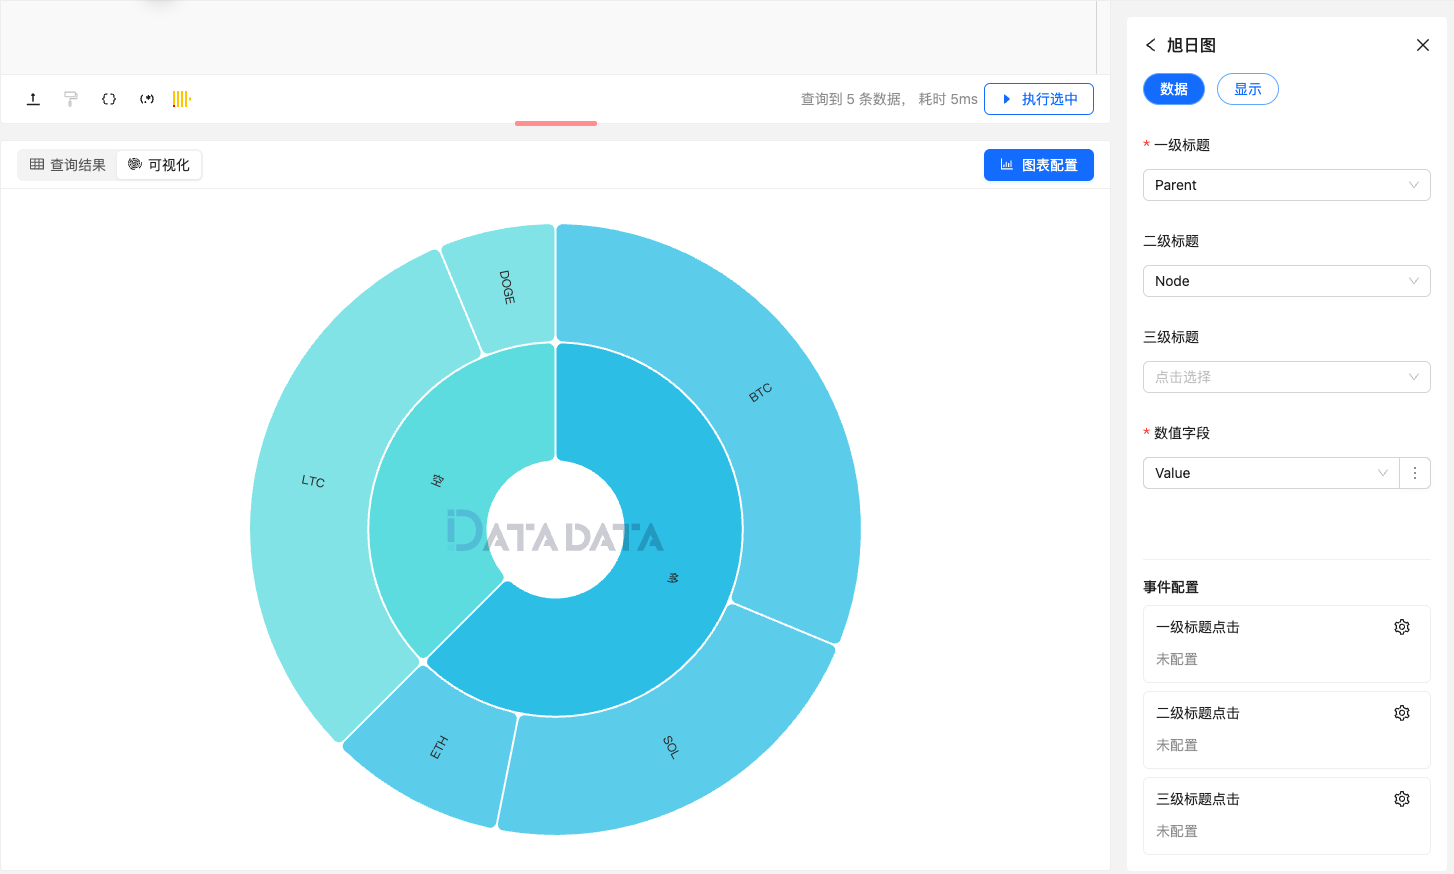 旭日图
数据
显示
{}
(.*)
查询到 5 条数据， 耗时 5ms
执行选中
* 一级标题
查询结果
可视化
图表配置
Parent
二级标题
Node
三级标题
点击选择
* 数值字段
Value
DOGE
BTC
LTC
空
DATA DATA
多
ETH
SOL
事件配置
一级标题点击
未配置
二级标题点击
未配置
三级标题点击
未配置